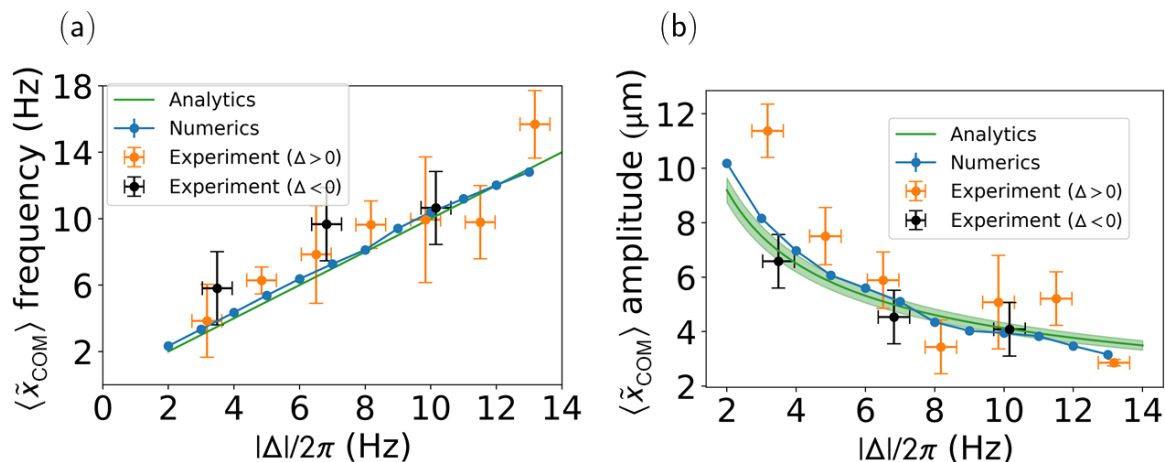 (a)
⟨x̃COM⟩ frequency (Hz)
18
14
10
6
2
Analytics
Numerics
Experiment (Δ>0)
Experiment (Δ<0)
0 2 4 6 8 10 12 14
|Δ|/2π (Hz)
(b)
⟨x̃COM⟩ amplitude (μm)
12
10
8
6
4
2
Analytics
Numerics
Experiment (Δ>0)
Experiment (Δ<0)
2 4 6 8 10 12 14
|Δ|/2π (Hz)